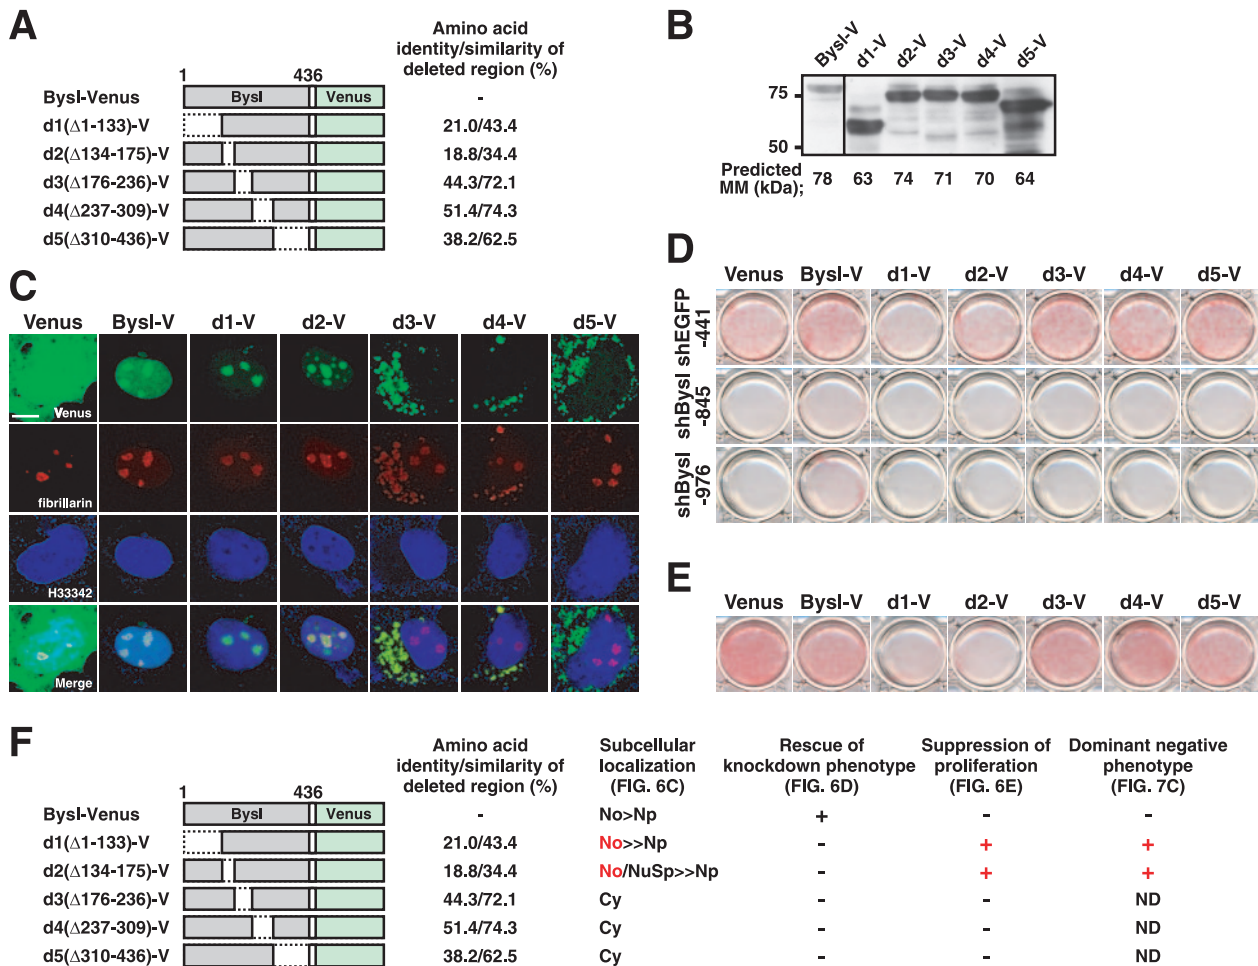 A
Amino acid
identity/similarity of
deleted region (%)
1 436
Bysl-Venus Bysl Venus -
d1(Δ1-133)-V 21.0/43.4
d2(Δ134-175)-V 18.8/34.4
d3(Δ176-236)-V 44.3/72.1
d4(Δ237-309)-V 51.4/74.3
d5(Δ310-436)-V 38.2/62.5
B
Bysl-V d1-V d2-V d3-V d4-V d5-V
75
50
Predicted
MM (kDa); 78 63 74 71 70 64
C
Venus Bysl-V d1-V d2-V d3-V d4-V d5-V
Venus
fibrillarin
H33342
Merge
D
Venus Bysl-V d1-V d2-V d3-V d4-V d5-V
shEGFP
-441
shBysl
-845
shBysl
-976
E
Venus Bysl-V d1-V d2-V d3-V d4-V d5-V
F
Amino acid
identity/similarity of
deleted region (%)
Subcellular
localization
(FIG. 6C)
Rescue of
knockdown phenotype
(FIG. 6D)
Suppression of
proliferation
(FIG. 6E)
Dominant negative
phenotype
(FIG. 7C)
1 436
Bysl-Venus Bysl Venus - No>Np + - -
d1(Δ1-133)-V 21.0/43.4 No>>Np - + +
d2(Δ134-175)-V 18.8/34.4 No/NuSp>>Np - + +
d3(Δ176-236)-V 44.3/72.1 Cy - - ND
d4(Δ237-309)-V 51.4/74.3 Cy - - ND
d5(Δ310-436)-V 38.2/62.5 Cy - - ND